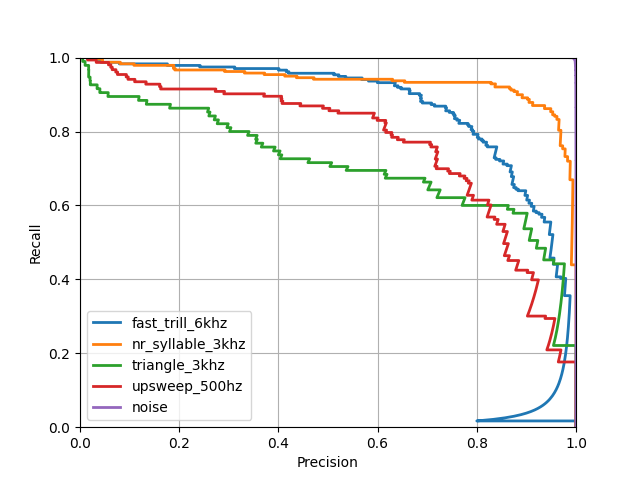 1.0
0.8
0.6
0.4
0.2
0.0
Recall
fast_trill_6khz
nr_syllable_3khz
triangle_3khz
upsweep_500hz
noise
0.0 0.2 0.4 0.6 0.8 1.0
Precision